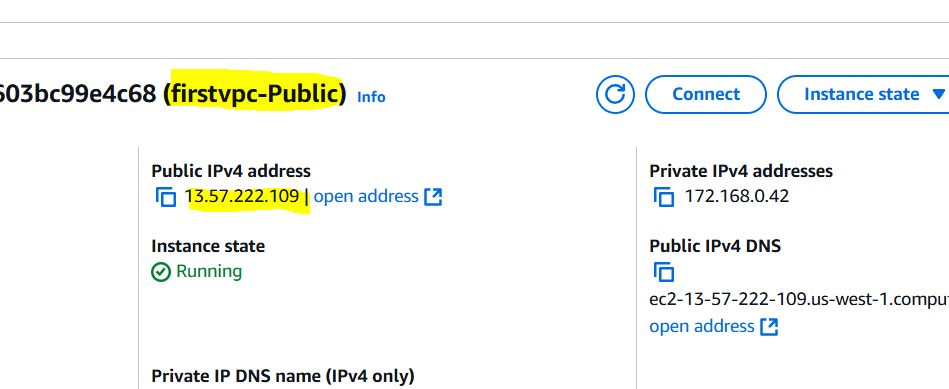 603bc99e4c68 (firstvpc-Public) Info
Connect
Instance state
Public IPv4 address
13.57.222.109 | open address
Instance state
Running
Private IP DNS name (IPv4 only)
Private IPv4 addresses
172.168.0.42
Public IPv4 DNS
ec2-13-57-222-109.us-west-1.compu
open address